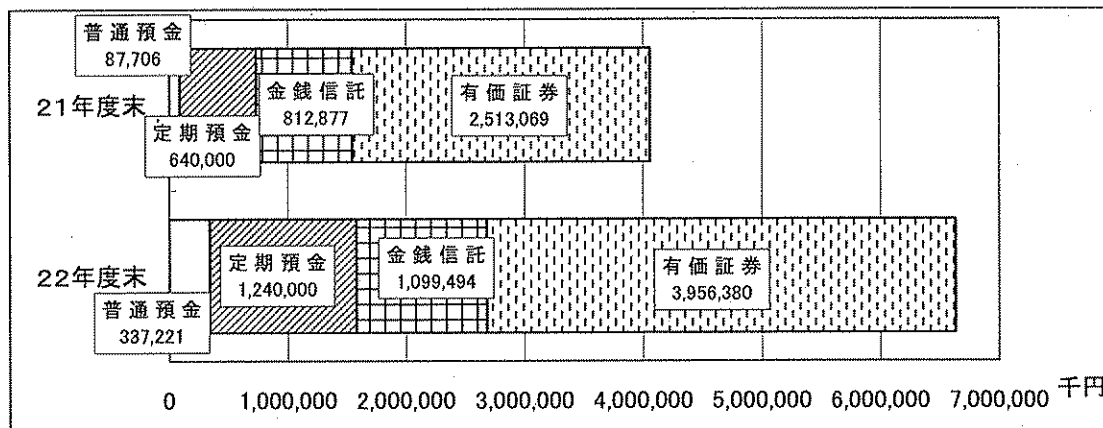 普通預金
87,706
21年度末
定期預金
640,000
金銭信託
812,877
有価証券
2,513,069
22年度末
普通預金
337,221
定期預金
1,240,000
金銭信託
1,099,494
有価証券
3,956,380
0 1,000,000 2,000,000 3,000,000 4,000,000 5,000,000 6,000,000 7,000,000 千円